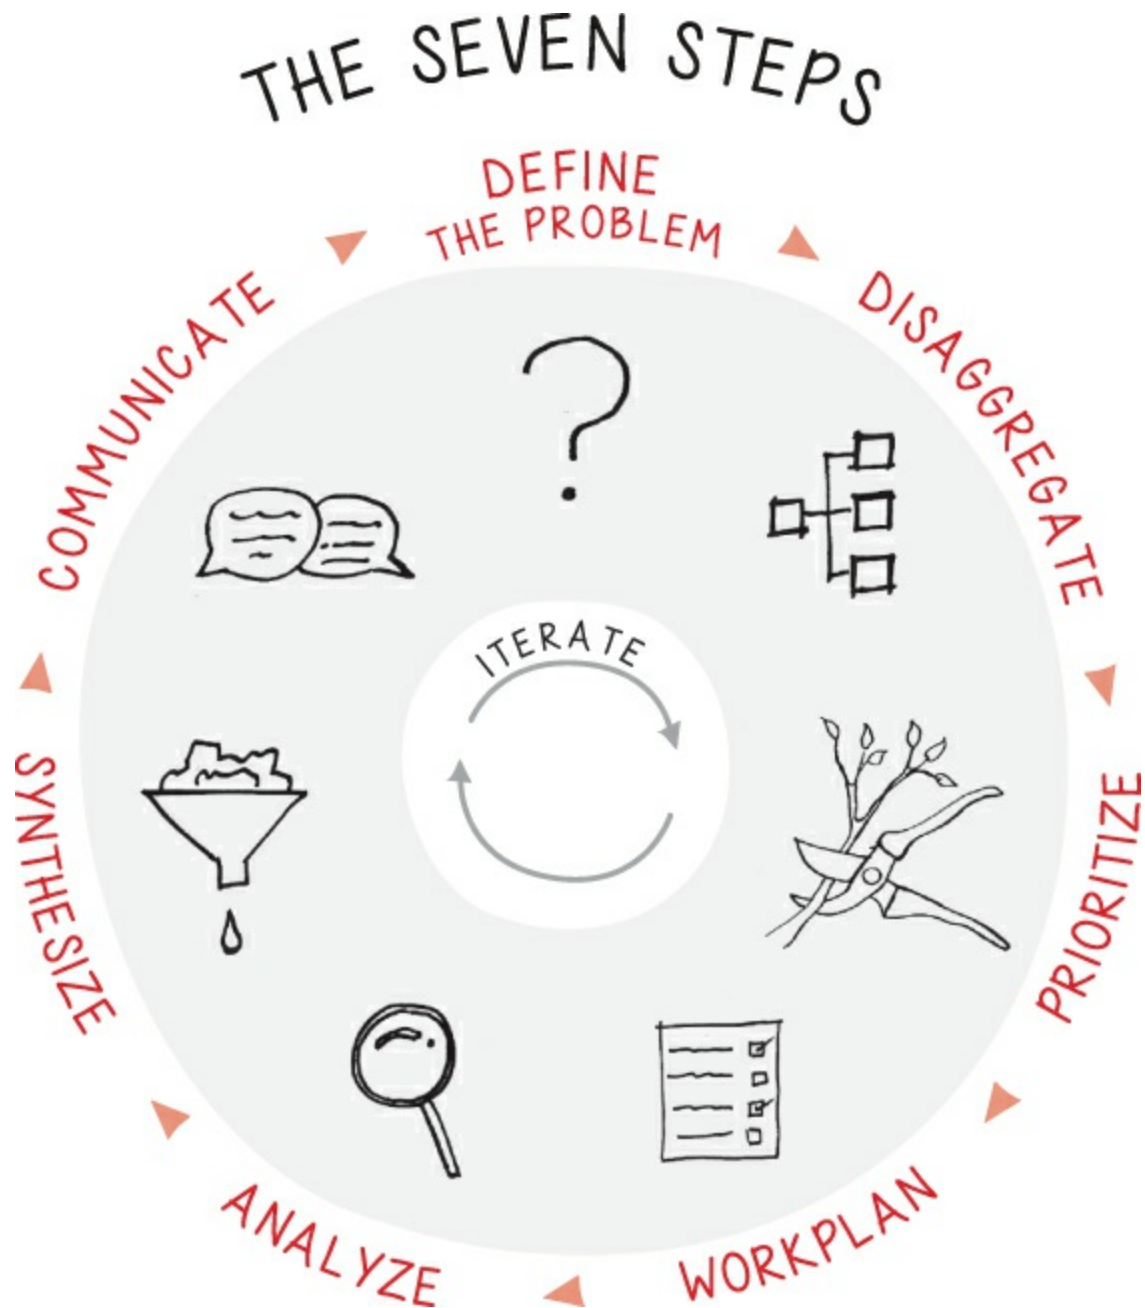 THE SEVEN STEPS
DEFINE
THE PROBLEM
DISAGGREGATE
PRIORITIZE
WORKPLAN
ANALYZE
SYNTHESIZE
COMMUNICATE
ITERATE